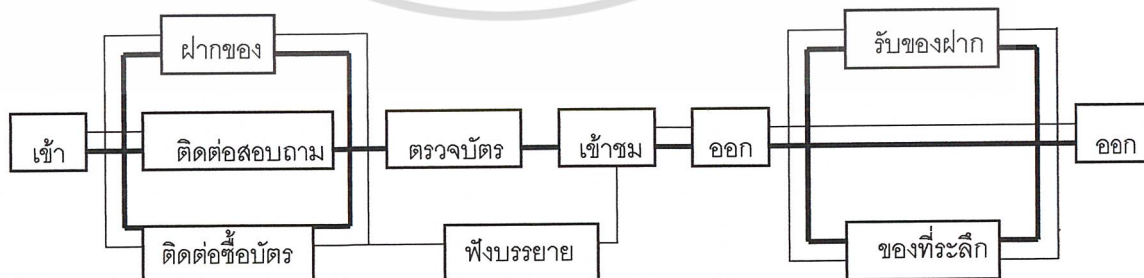 ฝากของ
รับของฝาก
เข้า
ติดต่อสอบถาม
ตรวจบัตร
เข้าชม
ออก
ออก
ติดต่อซื้อบัตร
ฟังบรรยาย
ของที่ระลึก